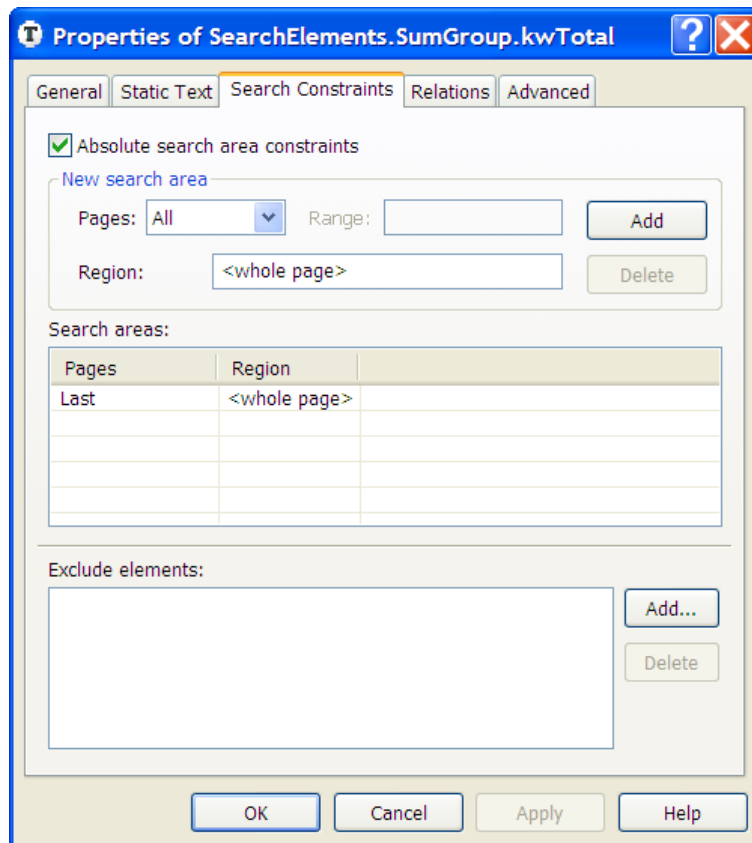 T Properties of SearchElements.SumGroup.kwTotal ?
General Static Text Search Constraints Relations Advanced
Absolute search area constraints
New search area
Pages: All Range: Add
Region: <whole page> Delete
Search areas:
Pages Region
Last <whole page>
Exclude elements:
Add...
Delete
OK Cancel Apply Help